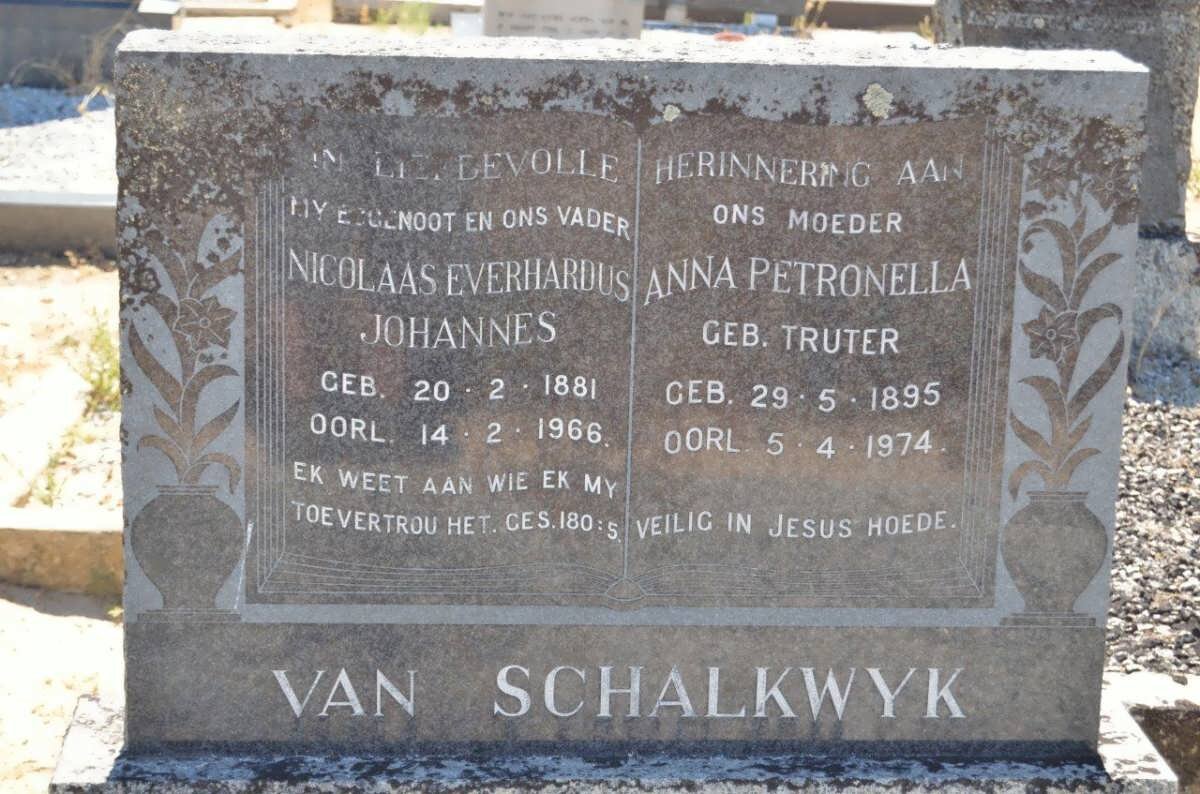 IN LIEFDEVOLLE
MY EGGENOOT EN ONS VADER
NICOLAAS EVERHARDUS
JOHANNES
GEB. 20 · 2 · 1881
OORL. 14 · 2 · 1966.
EK WEET AAN WIE EK MY
TOEVERTROU HET. GES.180:5.
HERINNERING AAN
ONS MOEDER
ANNA PETRONELLA
GEB. TRUTER
GEB. 29 · 5 · 1895
OORL. 5 · 4 · 1974.
VEILIG IN JESUS HOEDE.
VAN SCHALKWYK